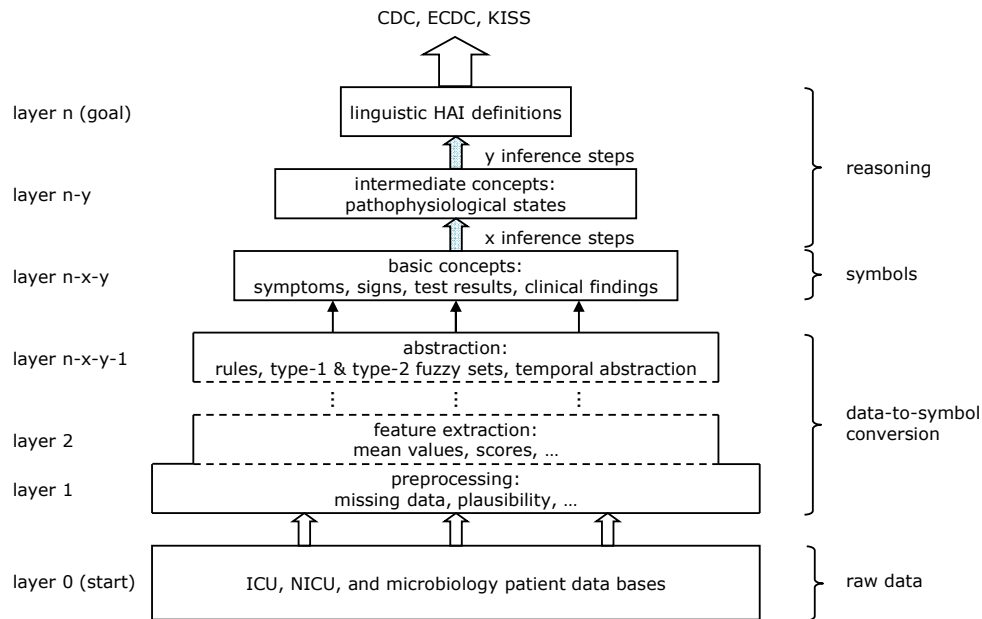 CDC, ECDC, KISS
layer n (goal)
linguistic HAI definitions
y inference steps
reasoning
layer n-y
intermediate concepts:
pathophysiological states
x inference steps
layer n-x-y
basic concepts:
symptoms, signs, test results, clinical findings
symbols
layer n-x-y-1
abstraction:
rules, type-1 & type-2 fuzzy sets, temporal abstraction
data-to-symbol
conversion
layer 2
feature extraction:
mean values, scores, ...
layer 1
preprocessing:
missing data, plausibility, ...
layer 0 (start)
ICU, NICU, and microbiology patient data bases
raw data